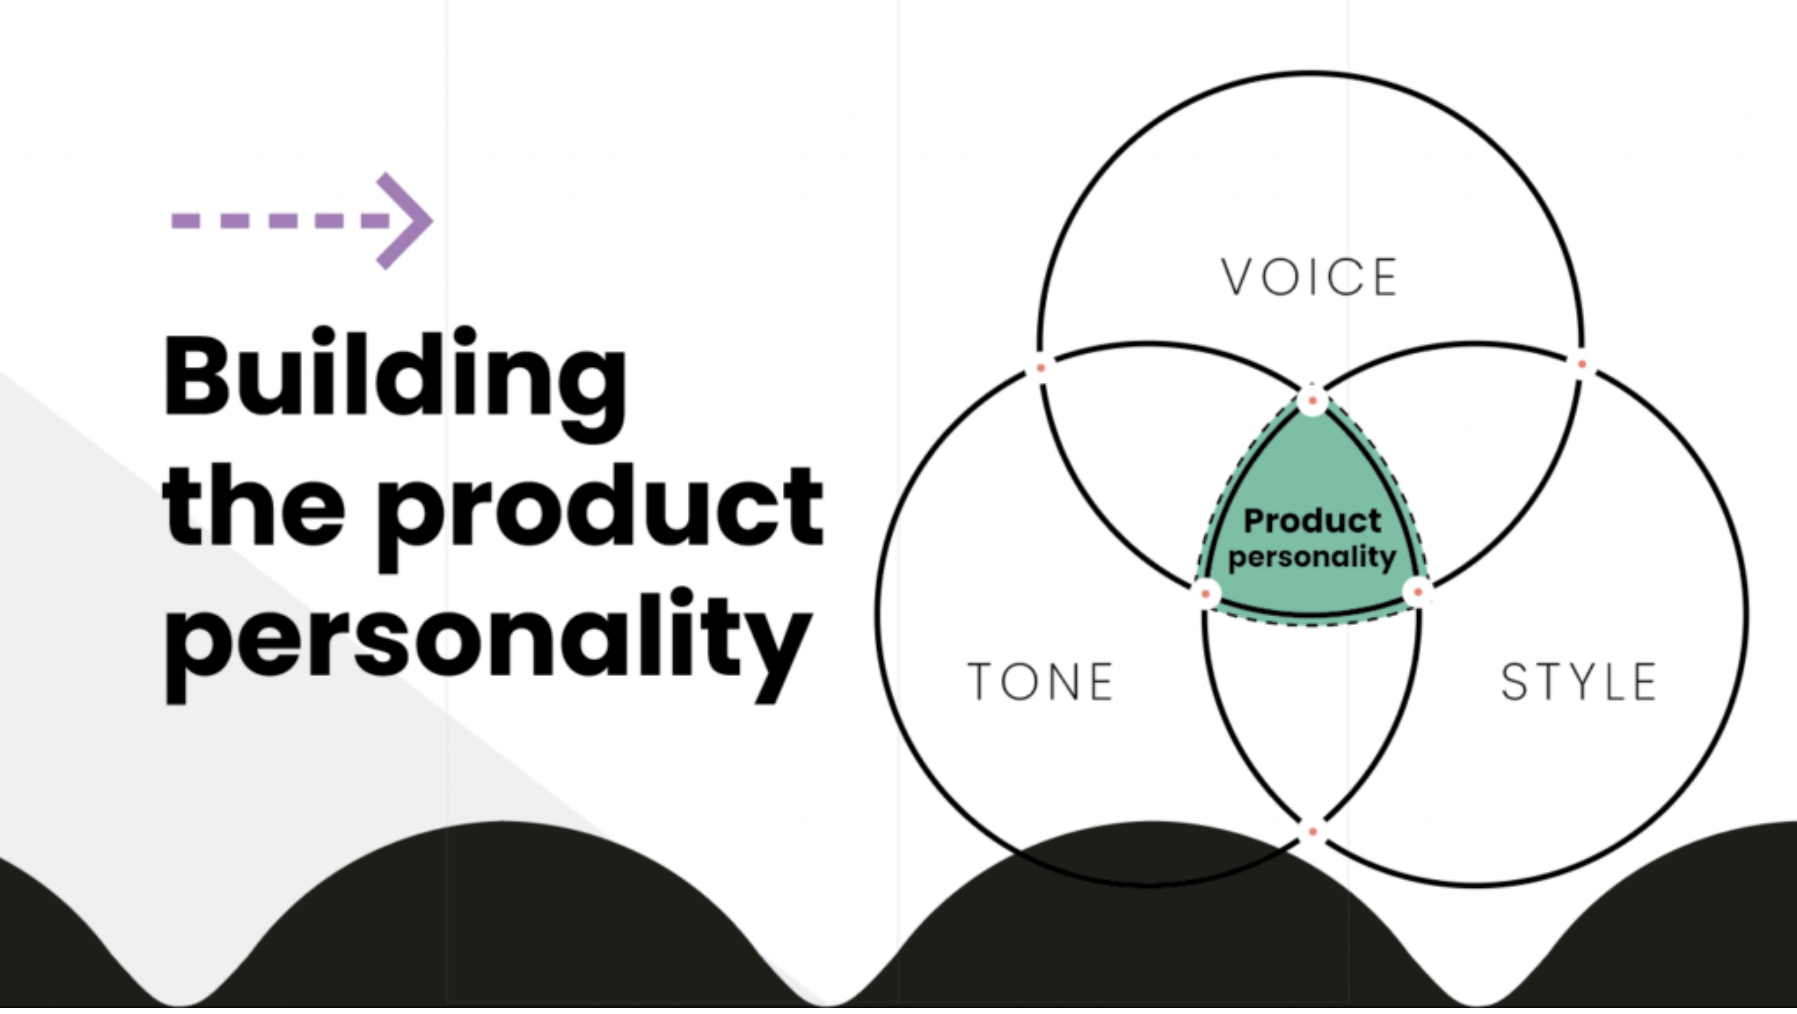 Building
the product
personality
VOICE
Product
personality
TONE
STYLE